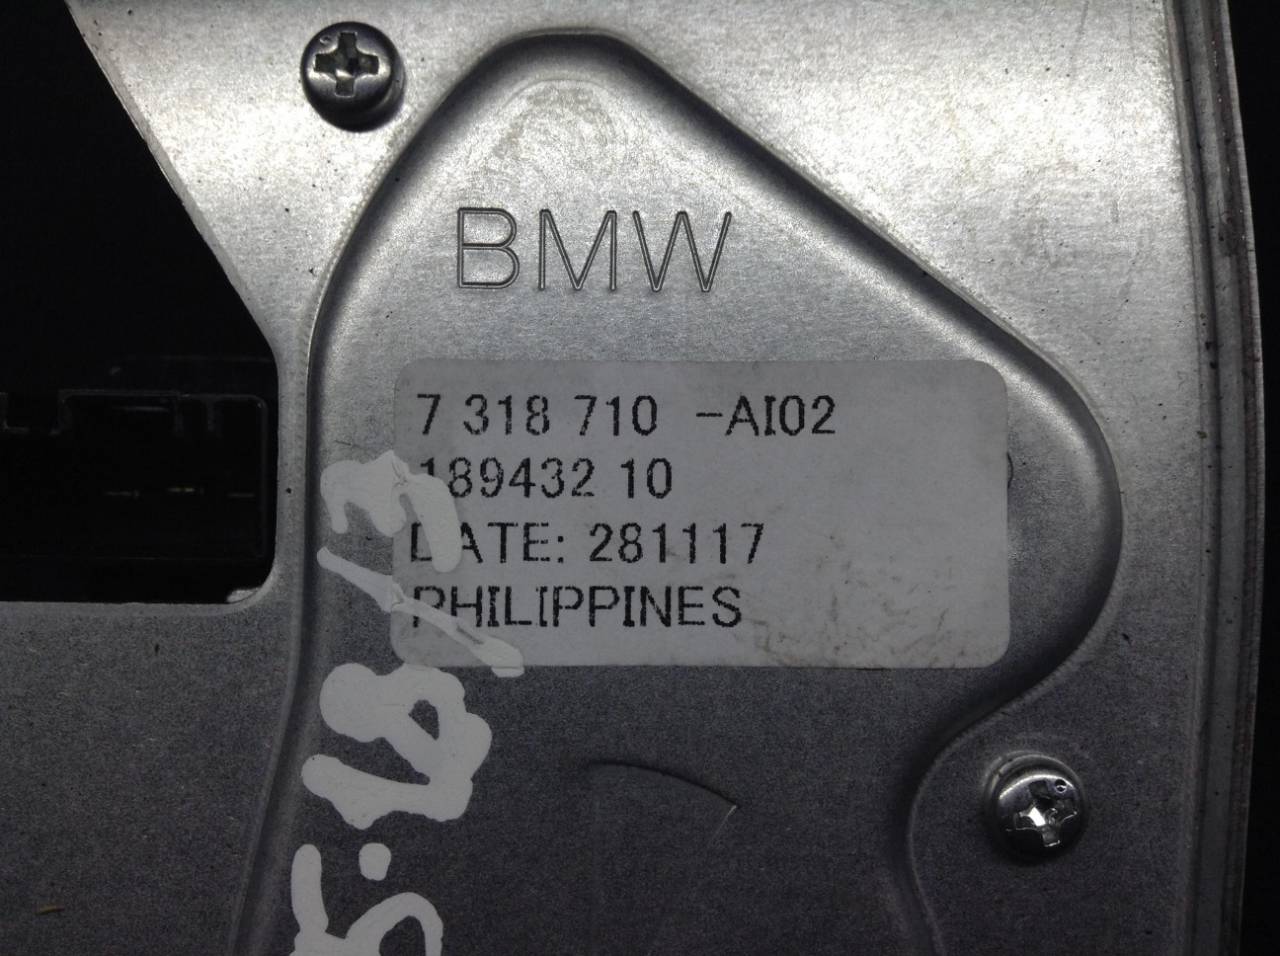 BMW
7 318 710 -AI02
189432 10
DATE: 281117
PHILIPPINES